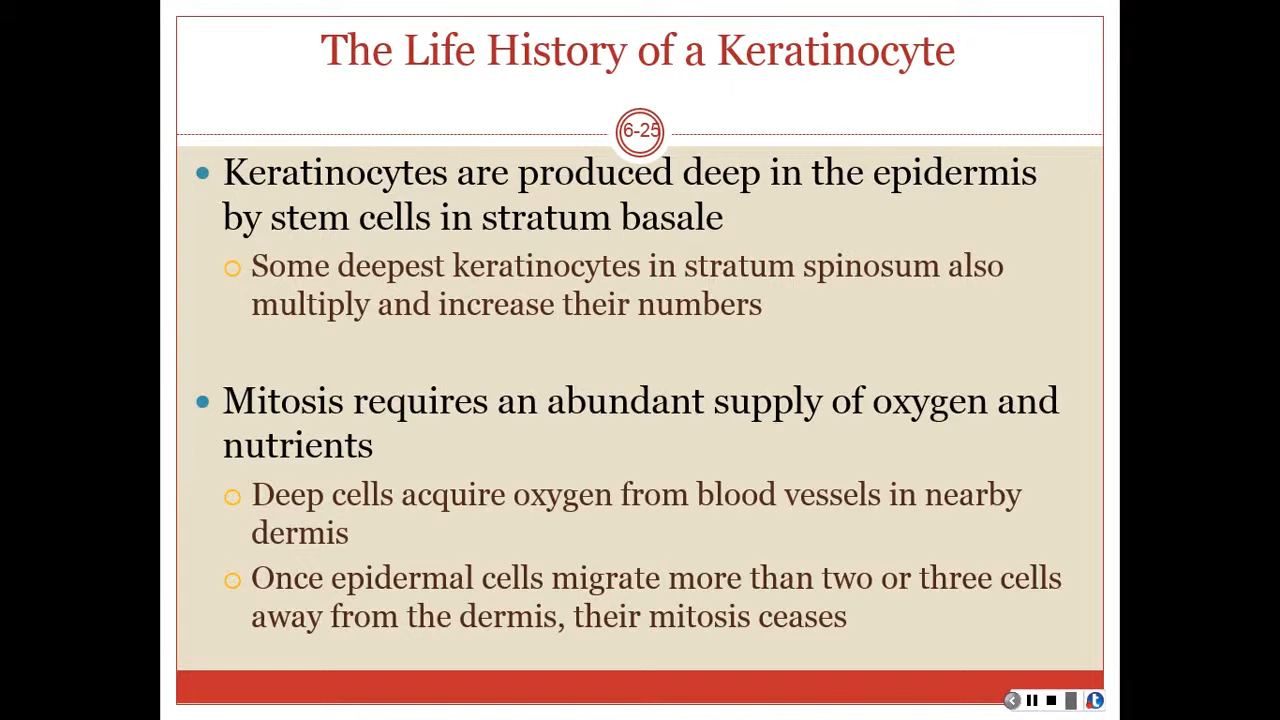 The Life History of a Keratinocyte
6-25
Keratinocytes are produced deep in the epidermis
by stem cells in stratum basale
Some deepest keratinocytes in stratum spinosum also
multiply and increase their numbers
Mitosis requires an abundant supply of oxygen and
nutrients
Deep cells acquire oxygen from blood vessels in nearby
dermis
Once epidermal cells migrate more than two or three cells
away from the dermis, their mitosis ceases
t